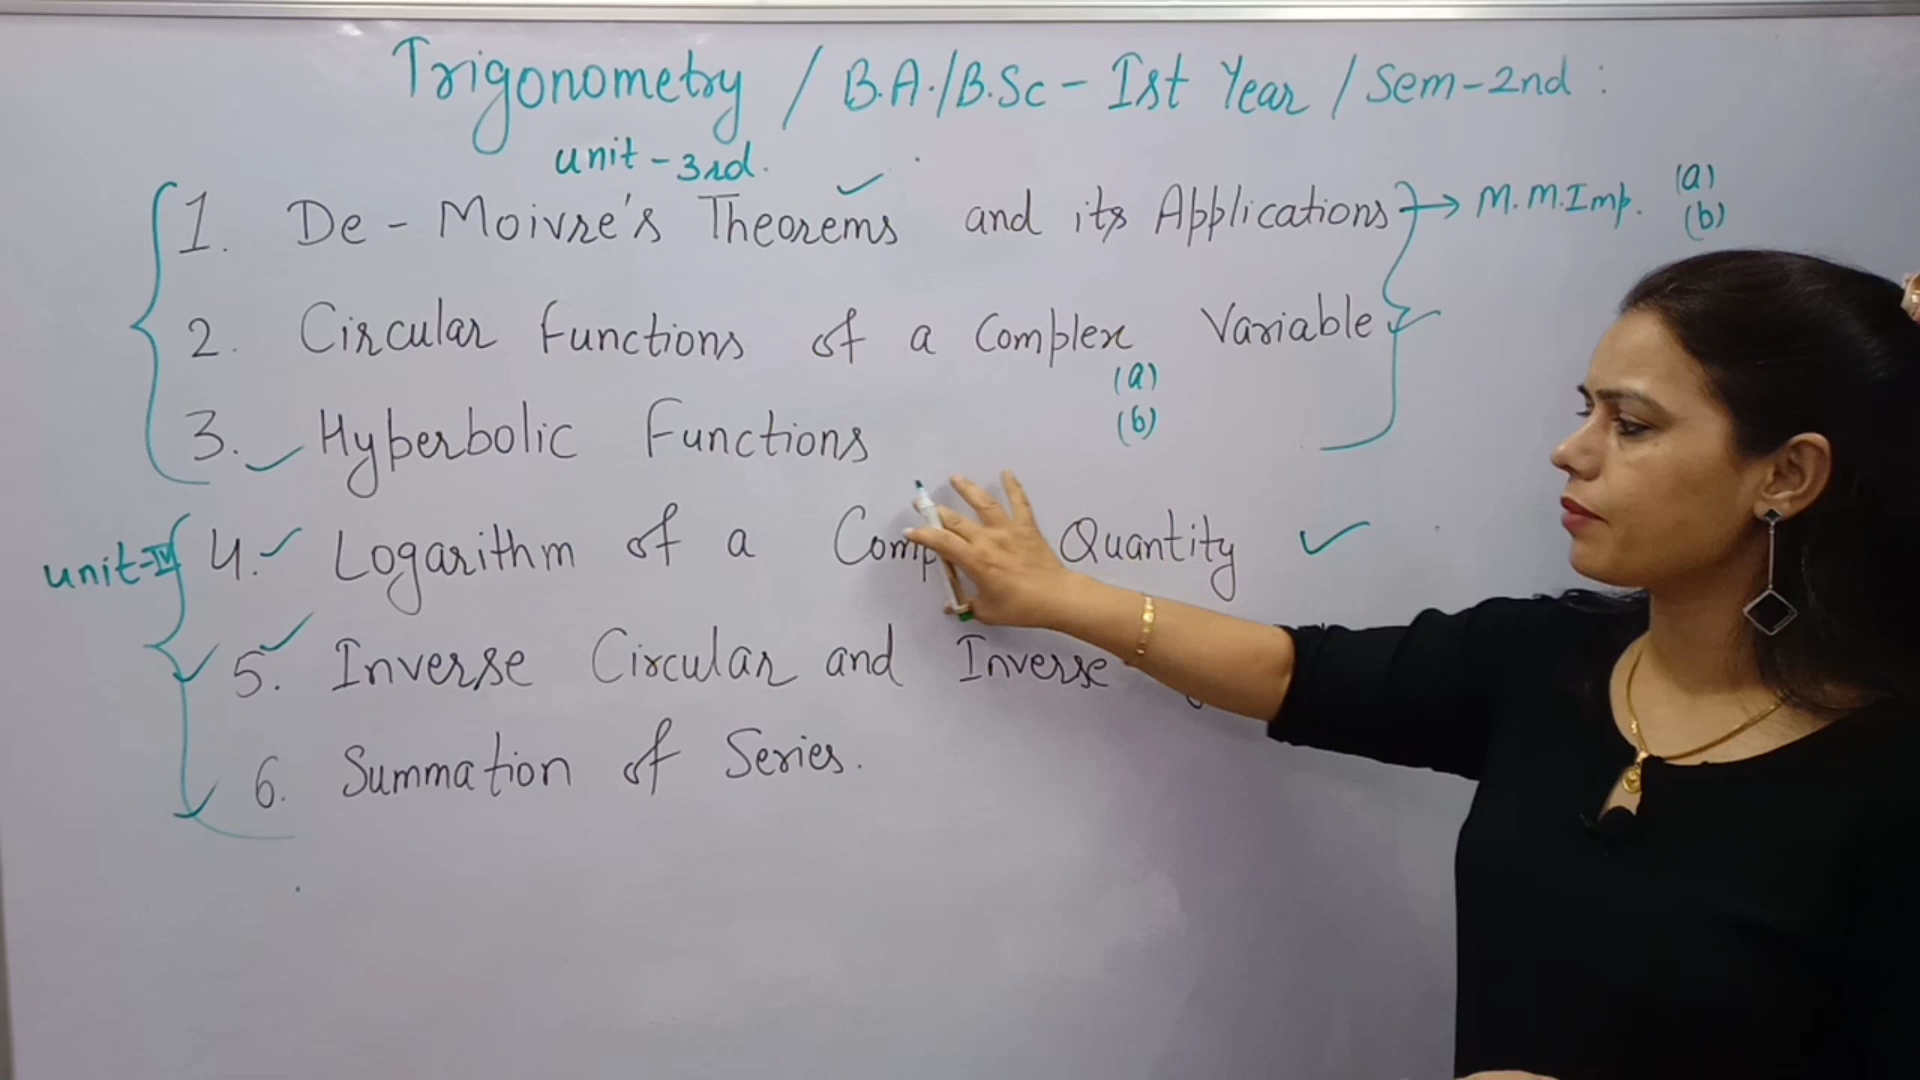 Trigonometry / B.A./B.Sc - Ist Year / Sem-2nd :
unit-3rd.
1. De-Moivre's Theorems and its Applications → M.M.Imp. (a)
(b)
2. Circular Functions of a Complex Variable
(a)
(b)
3. Hyperbolic Functions
unit-IV 4. Logarithm of a Quantity
5. Inverse Circular and Inverse
6. Summation of Series.